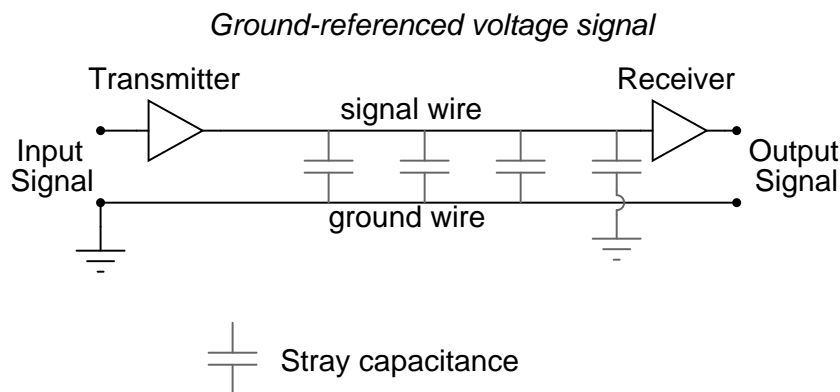 Ground-referenced voltage signal
Transmitter
Receiver
signal wire
Input
Signal
Output
Signal
ground wire
Stray capacitance